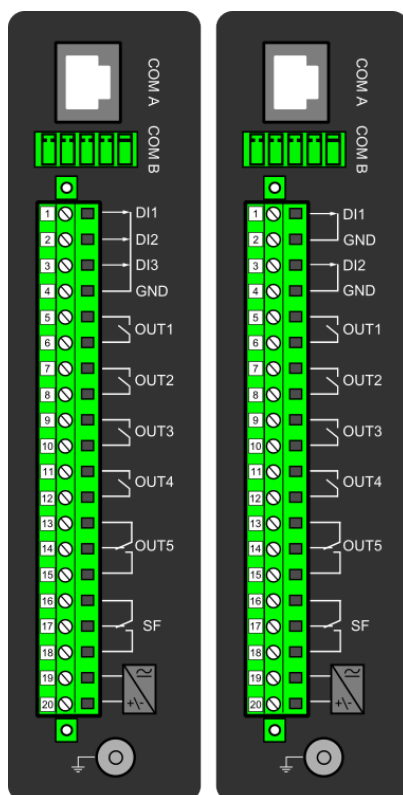 COM A
COM B
1 DI1
2 DI2
3 DI3
4 GND
5
OUT1
6
7
OUT2
8
9
OUT3
10
11
OUT4
12
13
14 OUT5
15
16
17 SF
18
19 ≃
20 +/-
COM A
COM B
1 DI1
2 GND
3 DI2
4 GND
5
OUT1
6
7
OUT2
8
9
OUT3
10
11
OUT4
12
13
14 OUT5
15
16
17 SF
18
19 ≃
20 +/-